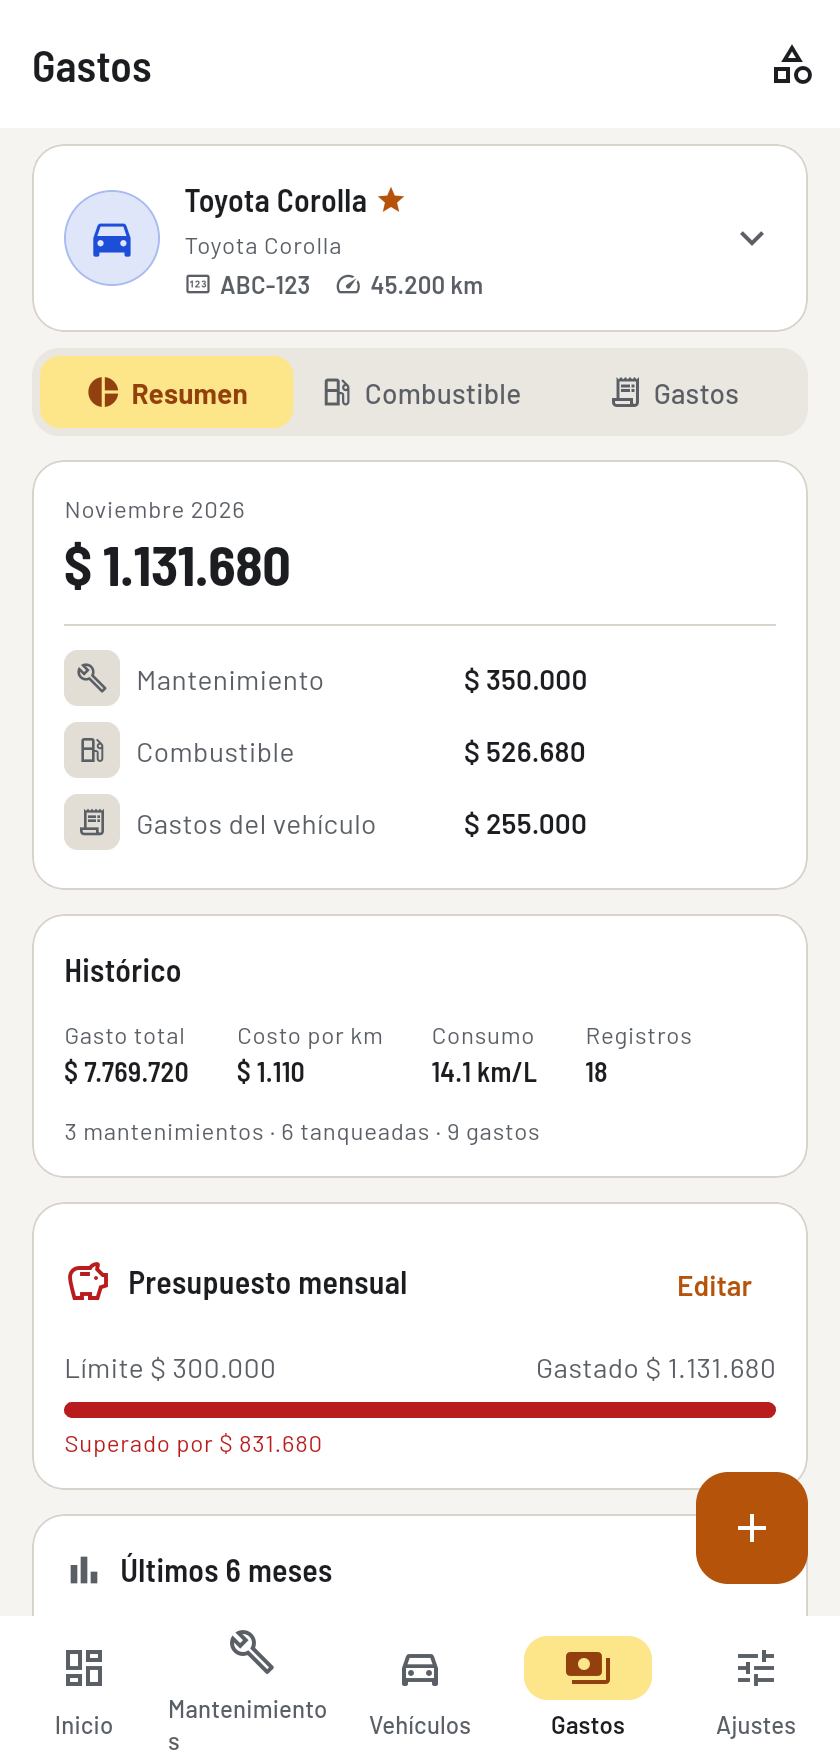 Gastos
Toyota Corolla
Toyota Corolla
123 ABC-123 45.200 km
Resumen Combustible Gastos
Noviembre 2026
$ 1.131.680
Mantenimiento $ 350.000
Combustible $ 526.680
Gastos del vehículo $ 255.000
Histórico
Gasto total Costo por km Consumo Registros
$ 7.769.720 $ 1.110 14.1 km/L 18
3 mantenimientos · 6 tanqueadas · 9 gastos
Presupuesto mensual Editar
Límite $ 300.000 Gastado $ 1.131.680
Superado por $ 831.680
Últimos 6 meses
Inicio Mantenimiento Vehículos Gastos Ajustes
s